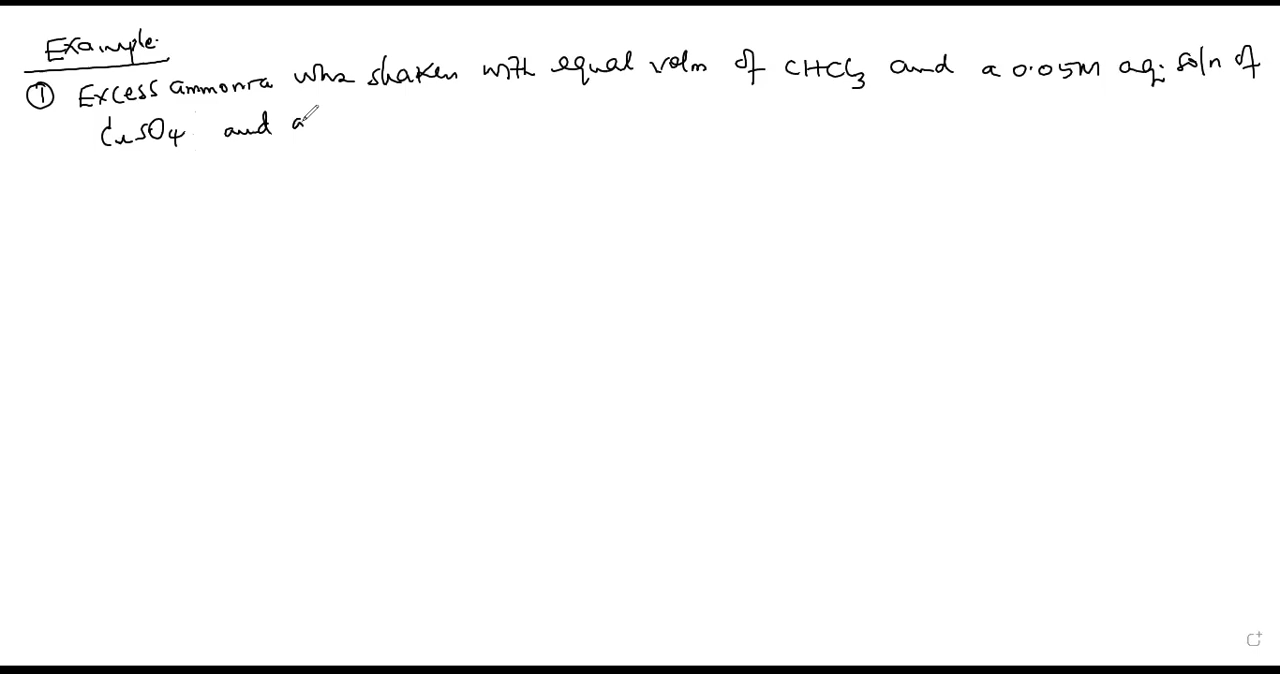 Example.
① Excess ammonia was shaken with equal volm of CHCl₃ and a 0.05M aq. soln of
CuSO₄ and a